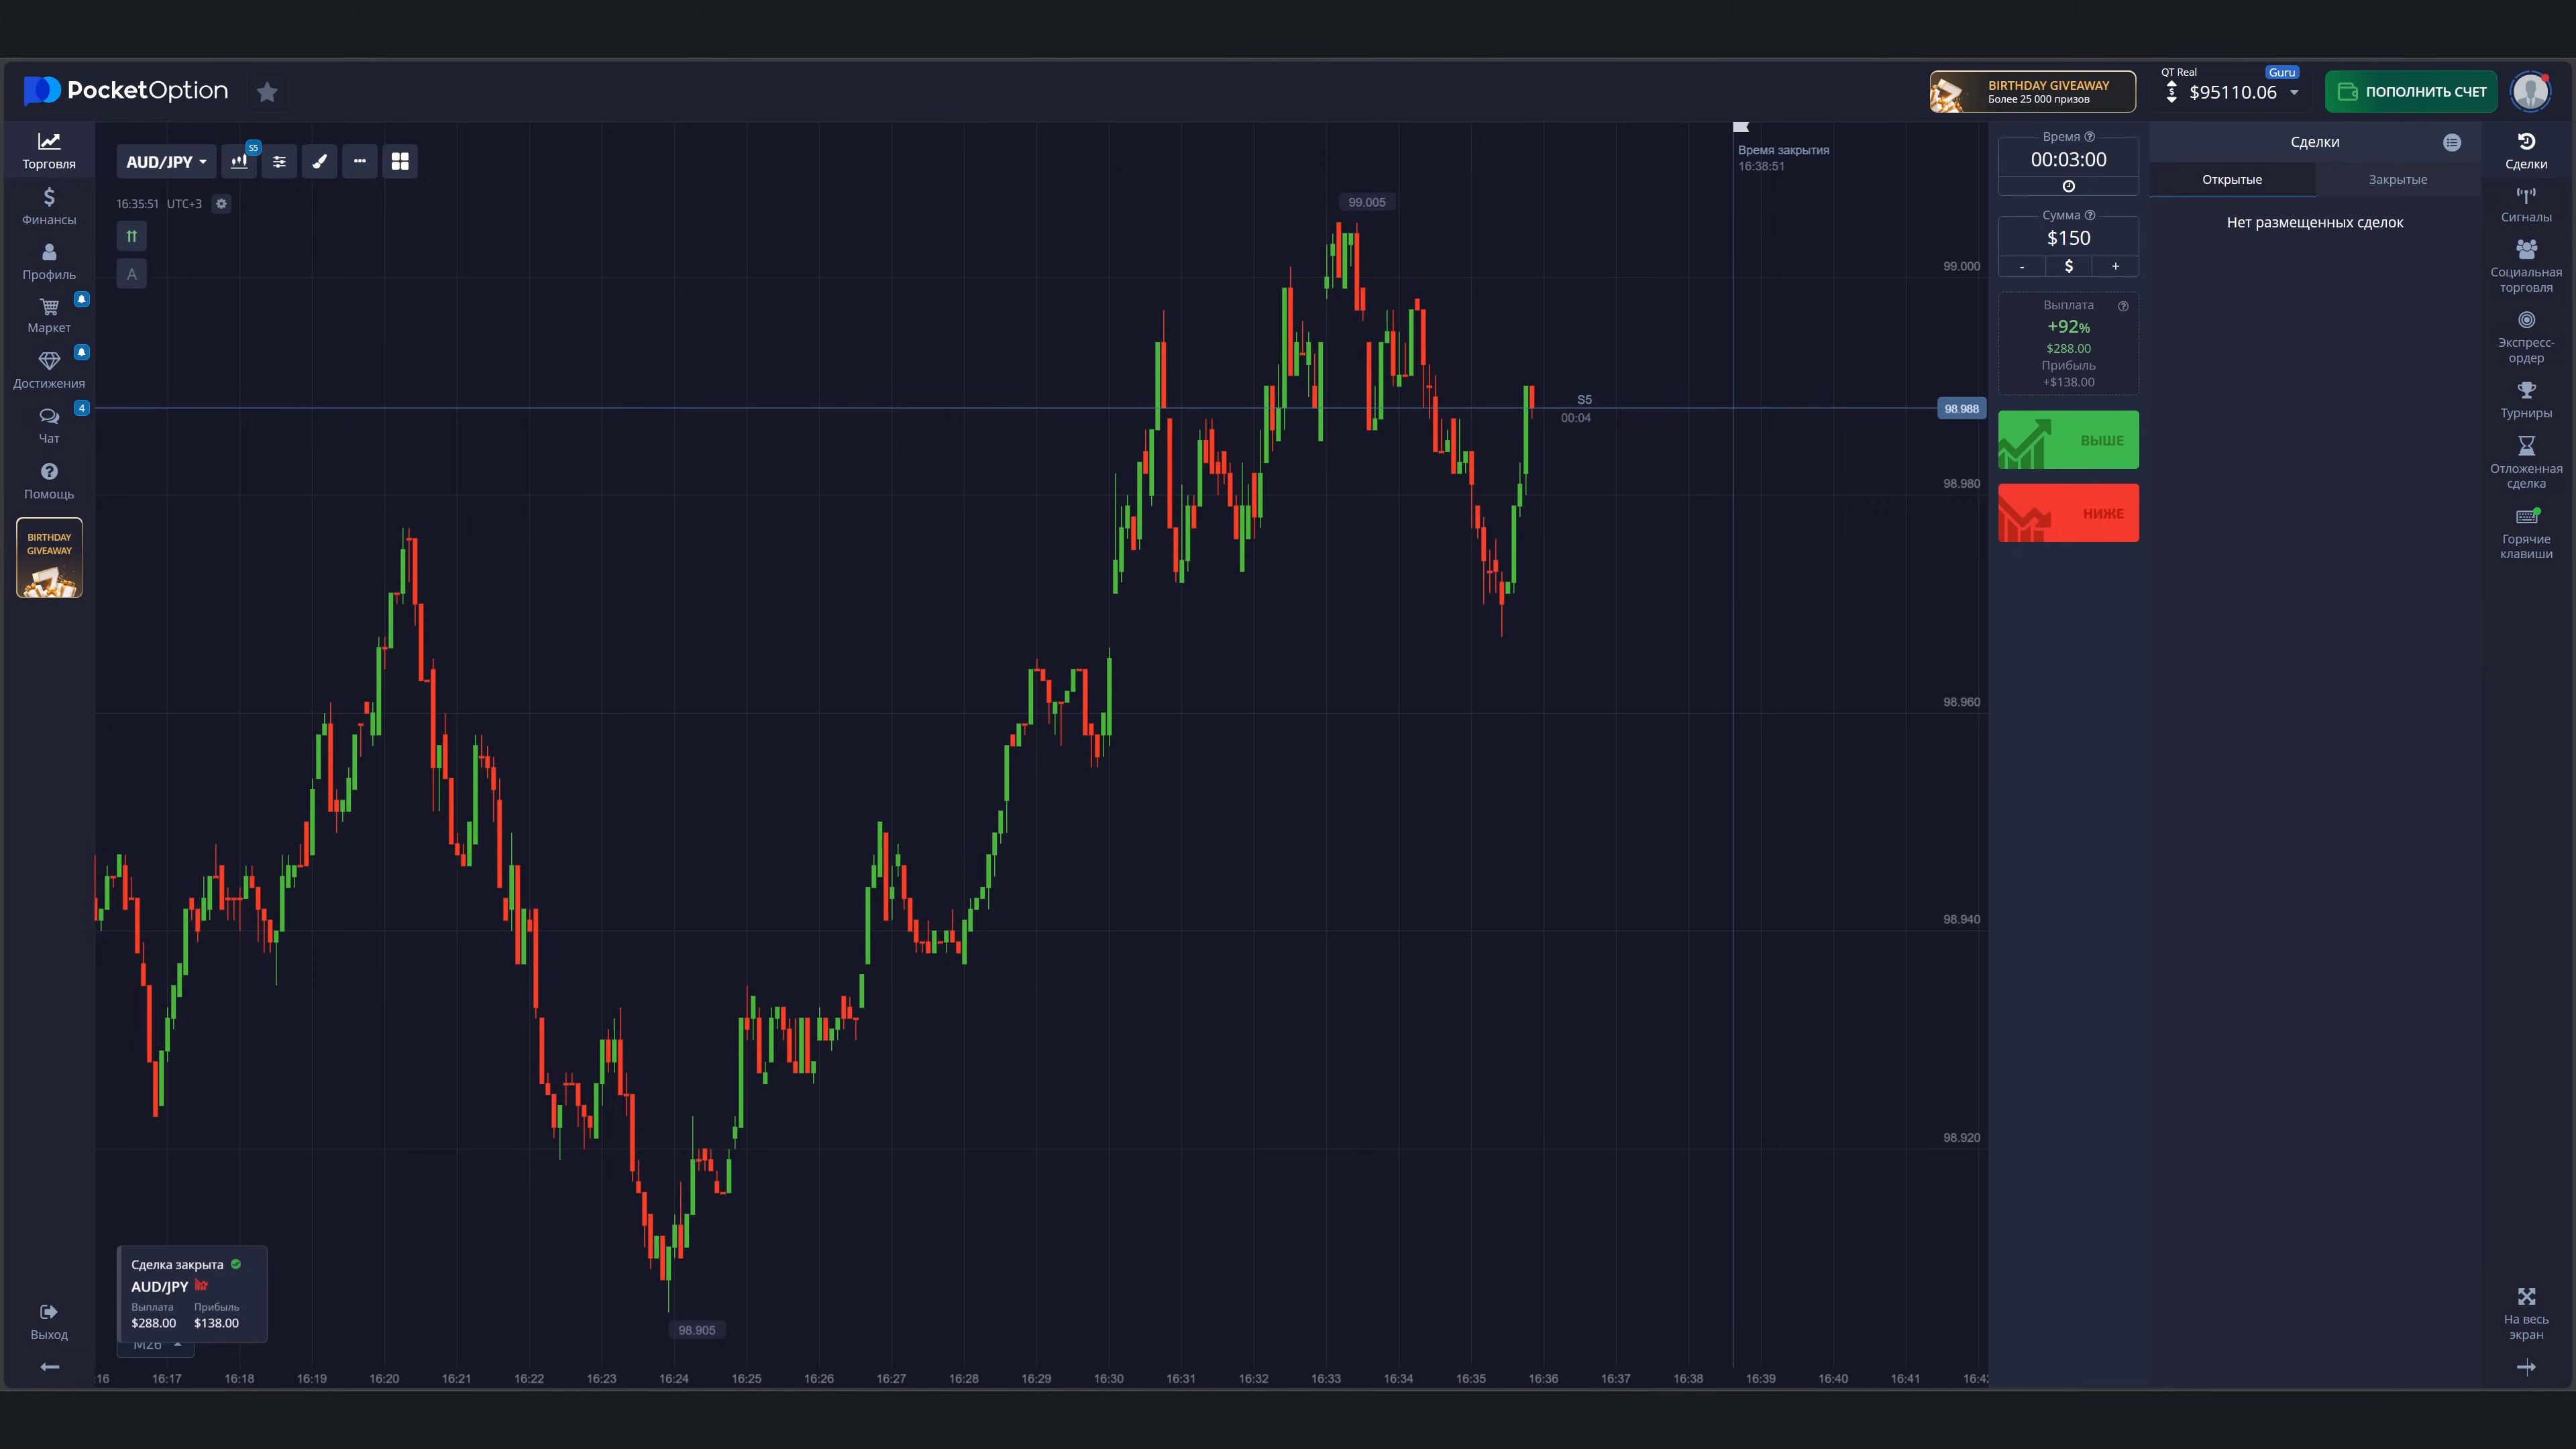 PocketOption
BIRTHDAY GIVEAWAY
Более 25 000 призов
QT Real
Guru
$
$95110.06
ПОПОЛНИТЬ СЧЕТ
Торговля
Финансы
Профиль
Маркет
Достижения
4
Чат
Помощь
BIRTHDAY
GIVEAWAY
Выход
AUD/JPY
S5
16:35:51 UTC+3
A
99.005
Время закрытия
16:38:51
S5
00:04
98.905
99.000
98.988
98.980
98.960
98.940
98.920
Сделка закрыта
AUD/JPY
Выплата Прибыль
$288.00 $138.00
M26
:16 16:17 16:18 16:19 16:20 16:21 16:22 16:23 16:24 16:25 16:26 16:27 16:28 16:29 16:30 16:31 16:32 16:33 16:34 16:35 16:36 16:37 16:38 16:39 16:40 16:41 16:4
Время
00:03:00
Сумма
$150
- $ +
Выплата
+92%
$288.00
Прибыль
+$138.00
ВЫШЕ
НИЖЕ
Сделки
Открытые
Закрытые
Нет размещенных сделок
Сделки
Сигналы
Социальная
торговля
Экспресс-
ордер
Турниры
Отложенная
сделка
Горячие
клавиши
На весь
экран